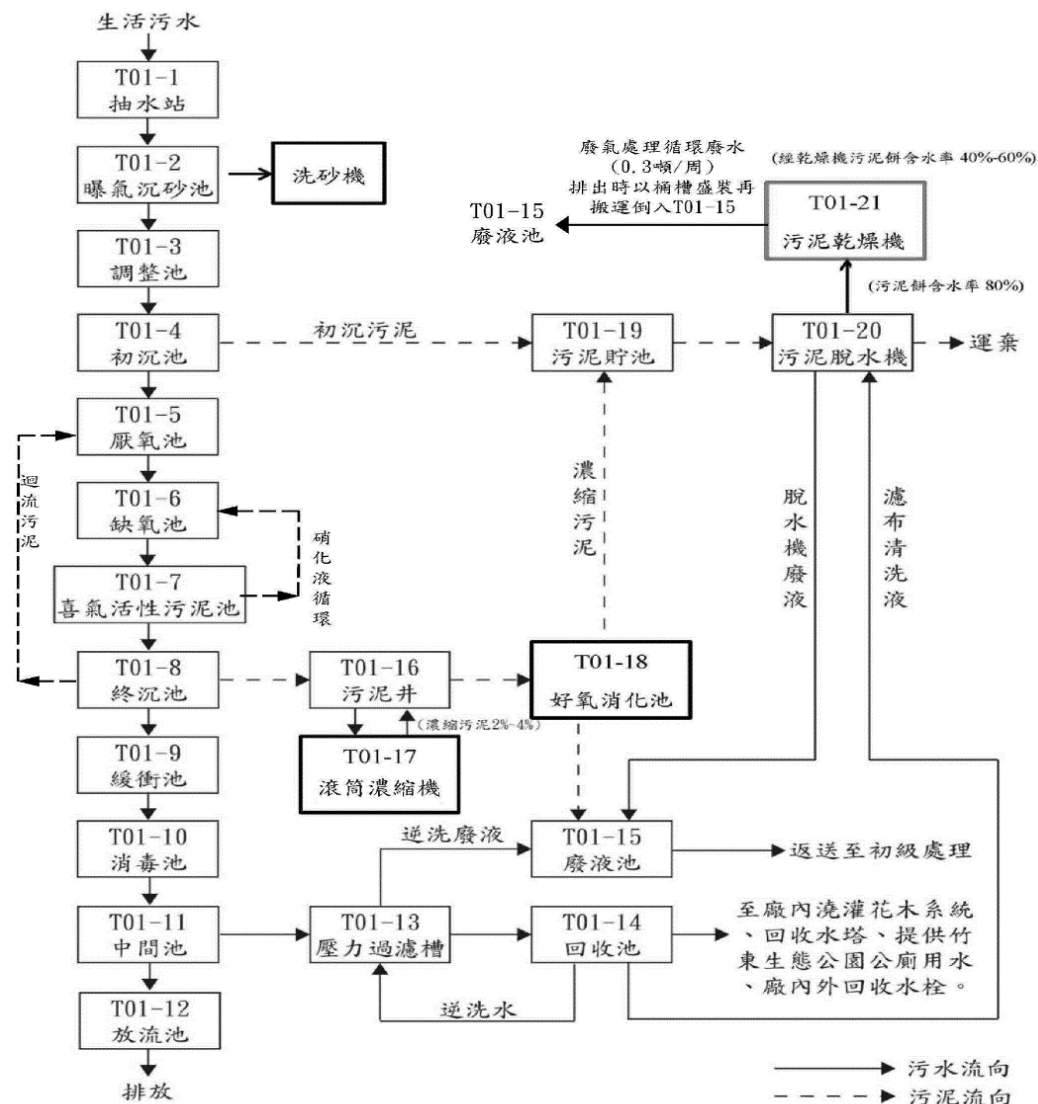 生活污水
T01-1
抽水站
T01-2
曝氣沉砂池
洗砂機
T01-3
調整池
T01-4
初沉池
初沉污泥
T01-19
污泥貯池
T01-20
污泥脫水機
運棄
(污泥餅含水率 80%)
T01-21
污泥乾燥機
(經乾燥機污泥餅含水率 40%-60%)
廢氣處理循環廢水
(0.3噸/周)
排出時以桶槽盛裝再
搬運倒入T01-15
T01-15
廢液池
T01-5
厭氧池
迴流污泥
T01-6
缺氧池
硝化液循環
T01-7
喜氣活性污泥池
濃縮污泥
脫水機廢液
濾布清洗液
T01-8
終沉池
T01-16
污泥井
(濃縮污泥2%-4%)
T01-17
滾筒濃縮機
T01-18
好氧消化池
T01-9
緩衝池
T01-10
消毒池
逆洗廢液
T01-15
廢液池
返送至初級處理
T01-11
中間池
T01-13
壓力過濾槽
T01-14
回收池
至廠內澆灌花木系統
、回收水塔、提供竹
東生態公園公廁用水
、廠內外回收水栓。
逆洗水
T01-12
放流池
排放
污水流向
污泥流向